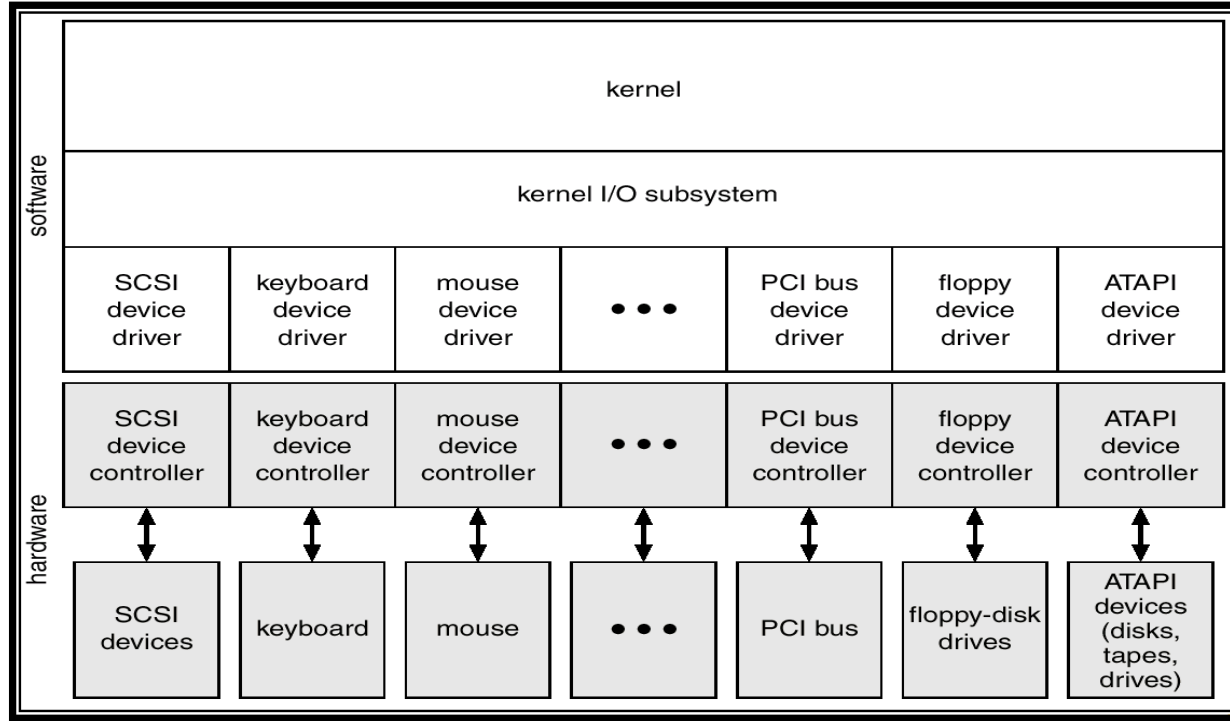 software
kernel
kernel I/O subsystem
SCSI
device
driver
keyboard
device
driver
mouse
device
driver
• • •
PCI bus
device
driver
floppy
device
driver
ATAPI
device
driver
hardware
SCSI
device
controller
keyboard
device
controller
mouse
device
controller
• • •
PCI bus
device
controller
floppy
device
controller
ATAPI
device
controller
SCSI
devices
keyboard
mouse
• • •
PCI bus
floppy-disk
drives
ATAPI
devices
(disks,
tapes,
drives)